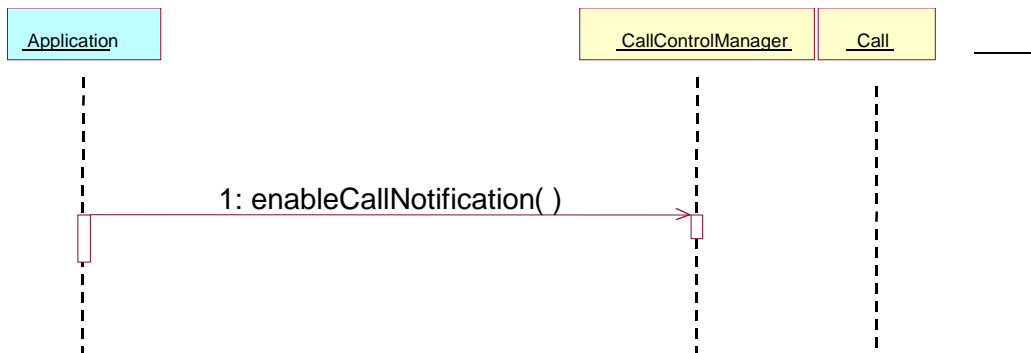 Application
CallControlManager
Call
1: enableCallNotification( )